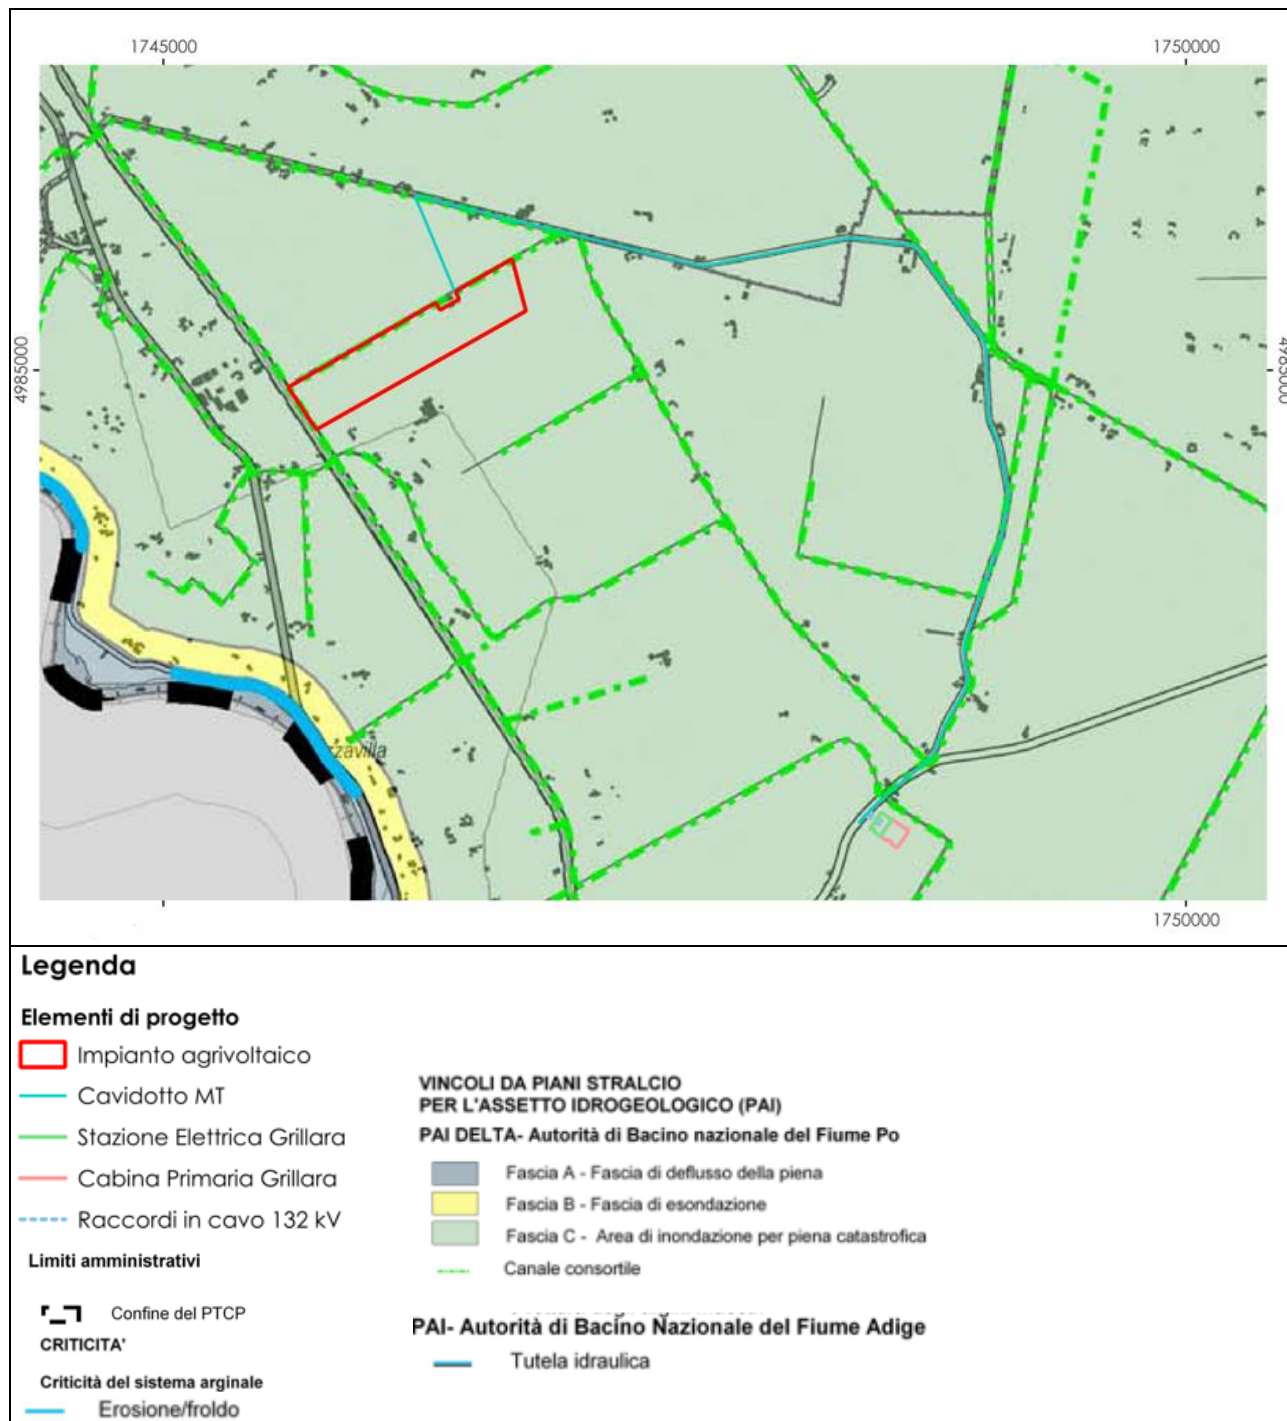 1745000
1750000
4985000
4985000
zzavilla
1750000
Legenda
Elementi di progetto
Impianto agrivoltaico
Cavidotto MT
Stazione Elettrica Grillara
Cabina Primaria Grillara
Raccordi in cavo 132 kV
Limiti amministrativi
Confine del PTCP
CRITICITA'
Criticità del sistema arginale
Erosione/froldo
VINCOLI DA PIANI STRALCIO
PER L'ASSETTO IDROGEOLOGICO (PAI)
PAI DELTA- Autorità di Bacino nazionale del Fiume Po
Fascia A - Fascia di deflusso della piena
Fascia B - Fascia di esondazione
Fascia C - Area di inondazione per piena catastrofica
Canale consortile
PAI- Autorità di Bacino Nazionale del Fiume Adige
Tutela idraulica